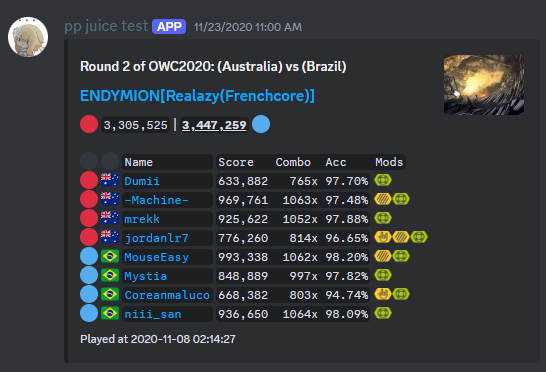 pp juice test APP 11/23/2020 11:00 AM
Round 2 of OWC2020: (Australia) vs (Brazil)
ENDYMION[Realazy(Frenchcore)]
3,305,525 | 3,447,259
Name Score Combo Acc Mods
Dumii 633,882 765x 97.70%
-Machine- 969,761 1063x 97.48%
mrekk 925,622 1052x 97.88%
jordanlr7 776,260 814x 96.65%
MouseEasy 993,338 1062x 98.20%
Mystia 848,889 997x 97.82%
Coreanmaluco 668,382 803x 94.74%
niii_san 936,650 1064x 98.09%
Played at 2020-11-08 02:14:27